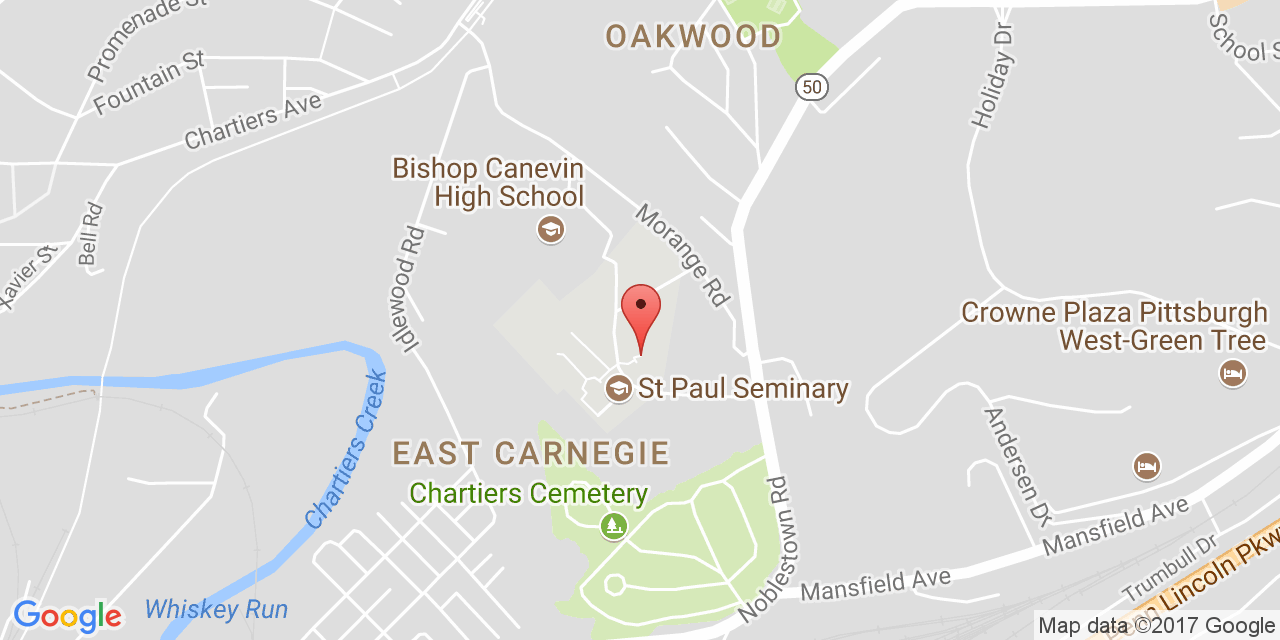 Promenade St
OAKWOOD
School S
Fountain St
Holiday Dr
50
Chartiers Ave
Bishop Canevin
High School
Bell Rd
Morange Rd
Xavier St
Idlewood Rd
Crowne Plaza Pittsburgh
West-Green Tree
St Paul Seminary
Chartiers Creek
EAST CARNEGIE
Andersen Dr
Chartiers Cemetery
Noblestown Rd
Mansfield Ave
Mansfield Ave
Trumbull Dr
Lincoln Pkw
Google
Whiskey Run
Map data ©2017 Google